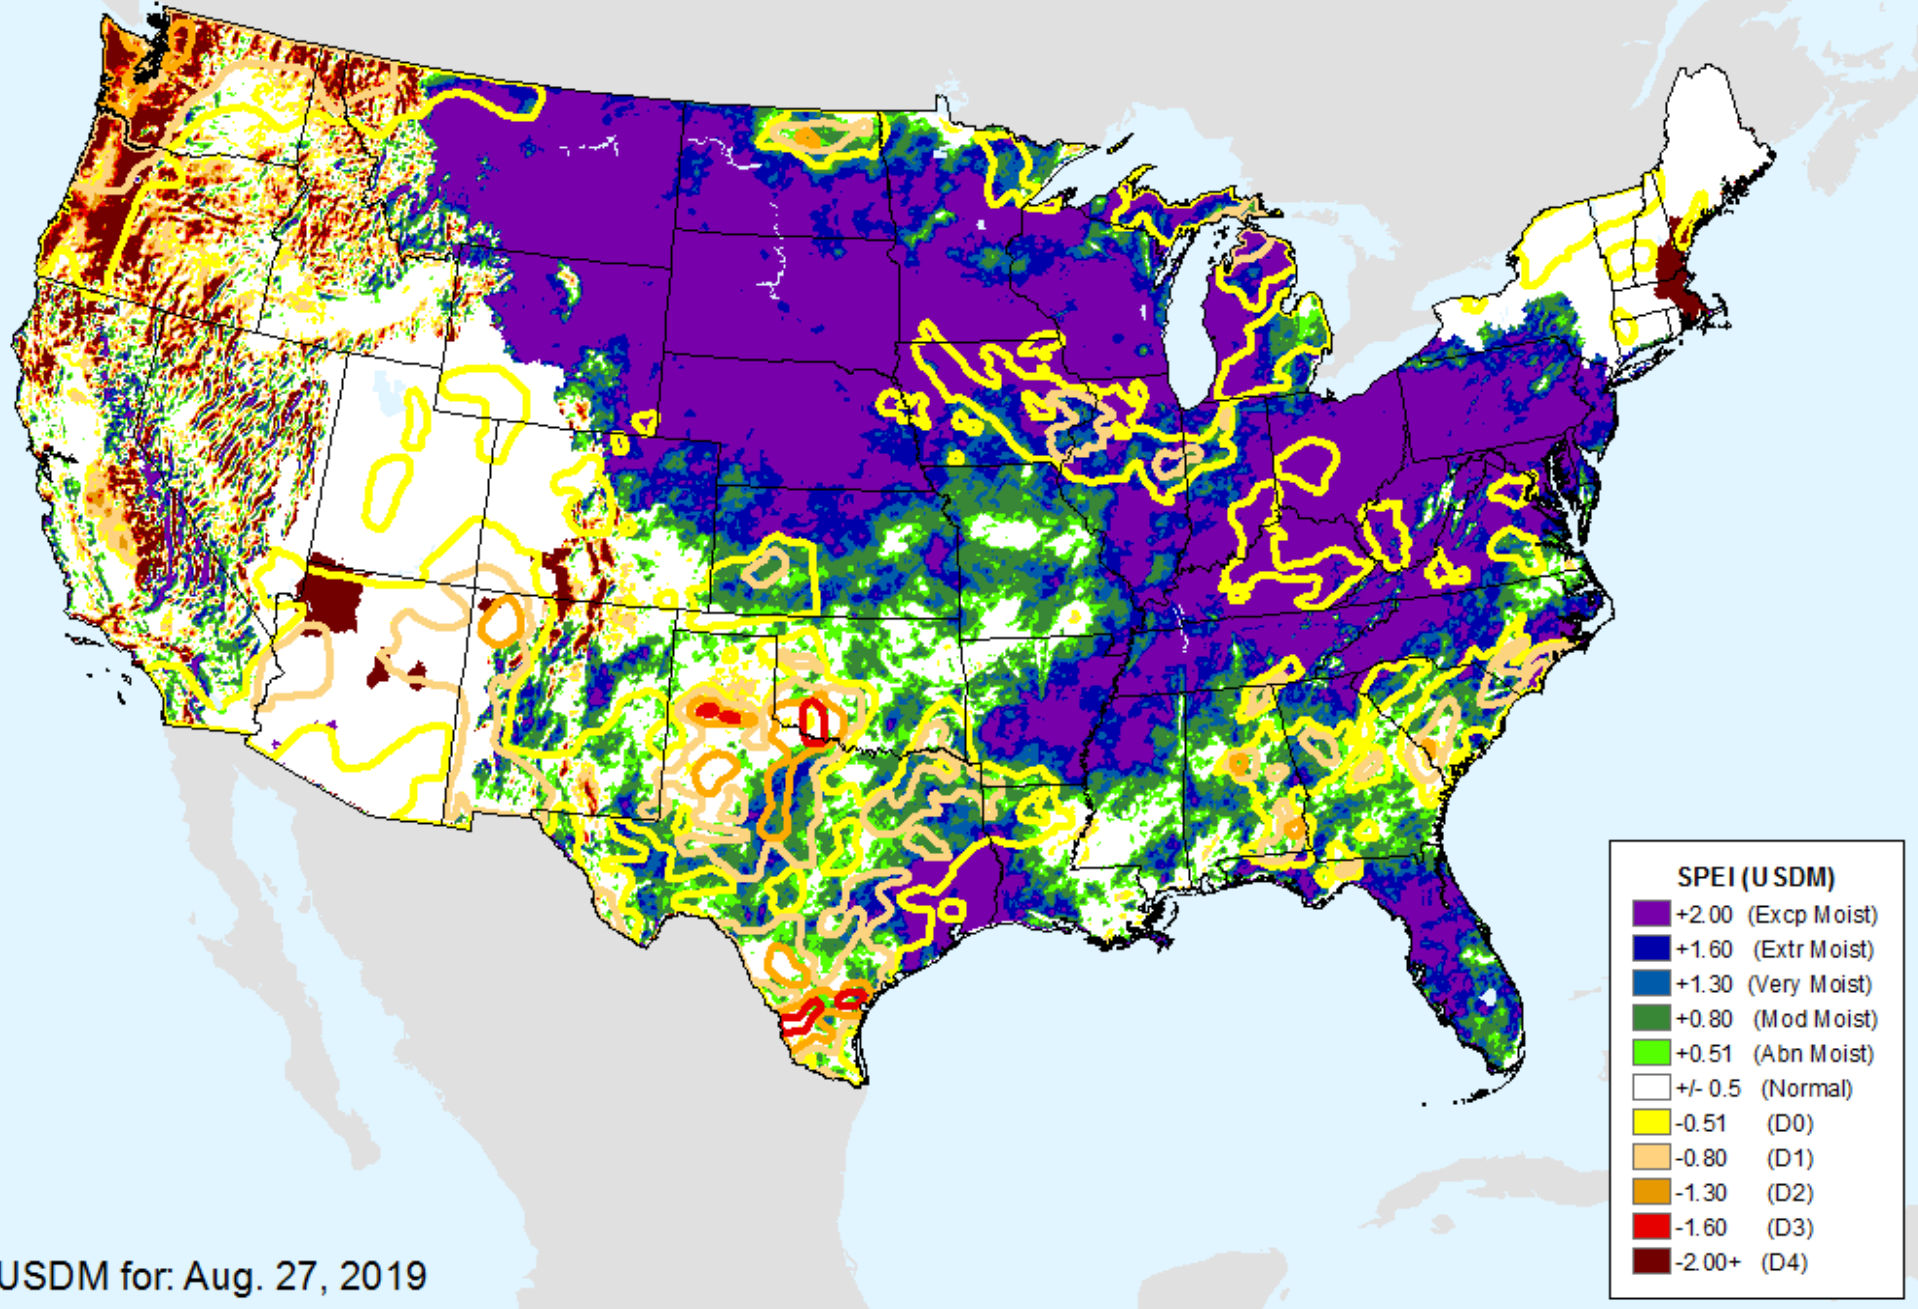 SPEI (USDM)
+2.00 (Excp Moist)
+1.60 (Extr Moist)
+1.30 (Very Moist)
+0.80 (Mod Moist)
+0.51 (Abn Moist)
+/- 0.5 (Normal)
-0.51 (D0)
-0.80 (D1)
-1.30 (D2)
-1.60 (D3)
-2.00+ (D4)
USDM for: Aug. 27, 2019